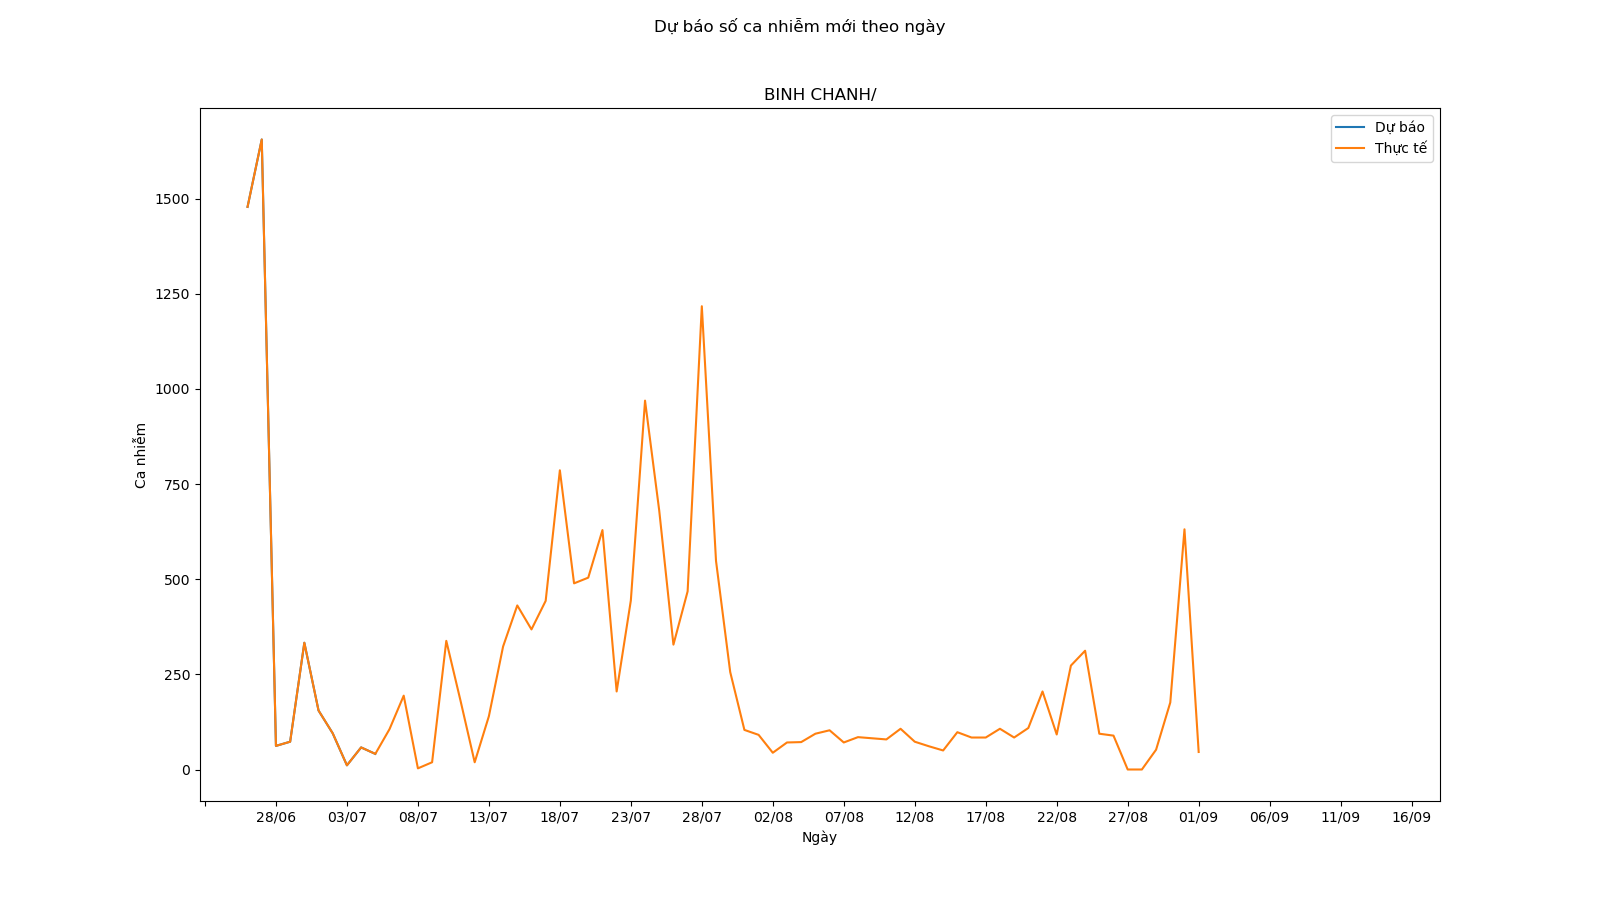 Dự báo số ca nhiễm mới theo ngày
BINH CHANH/
Dự báo
Thực tế
1500
1250
1000
750
500
250
0
Ca nhiễm
28/06 03/07 08/07 13/07 18/07 23/07 28/07 02/08 07/08 12/08 17/08 22/08 27/08 01/09 06/09 11/09 16/09
Ngày